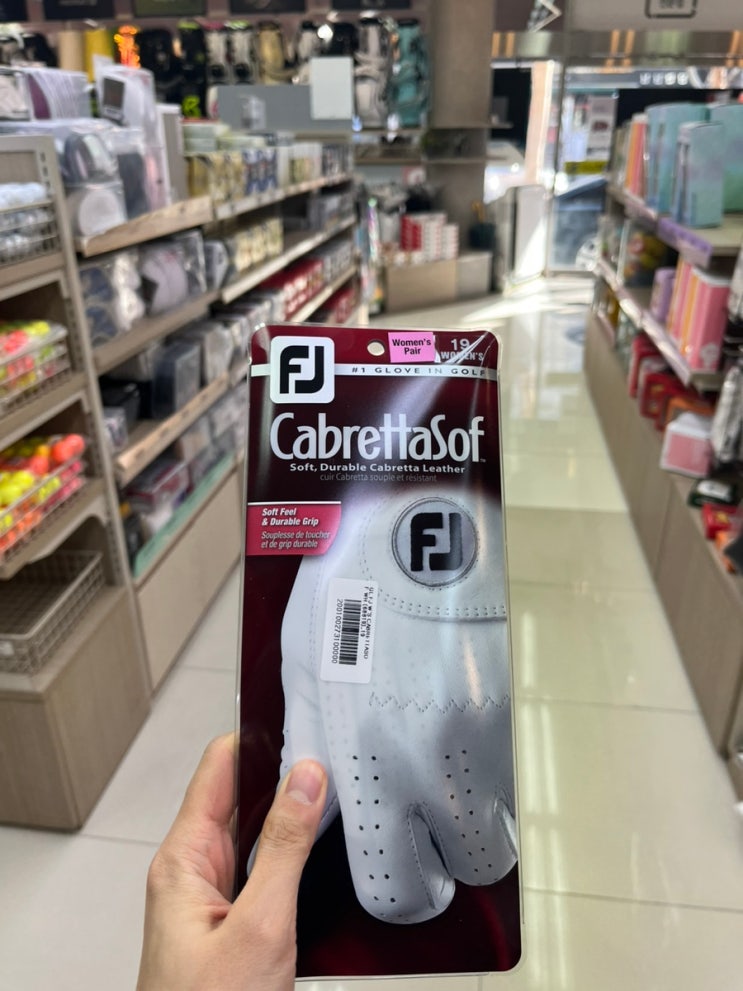 Women's
Pair
19
WOMEN'S
FJ
#1 GLOVE IN GOLF
CabrettaSof
Soft, Durable Cabretta Leather
cuir Cabretta souple et résistant
Soft Feel
& Durable Grip
Souplesse de toucher
et de grip durable
FJ